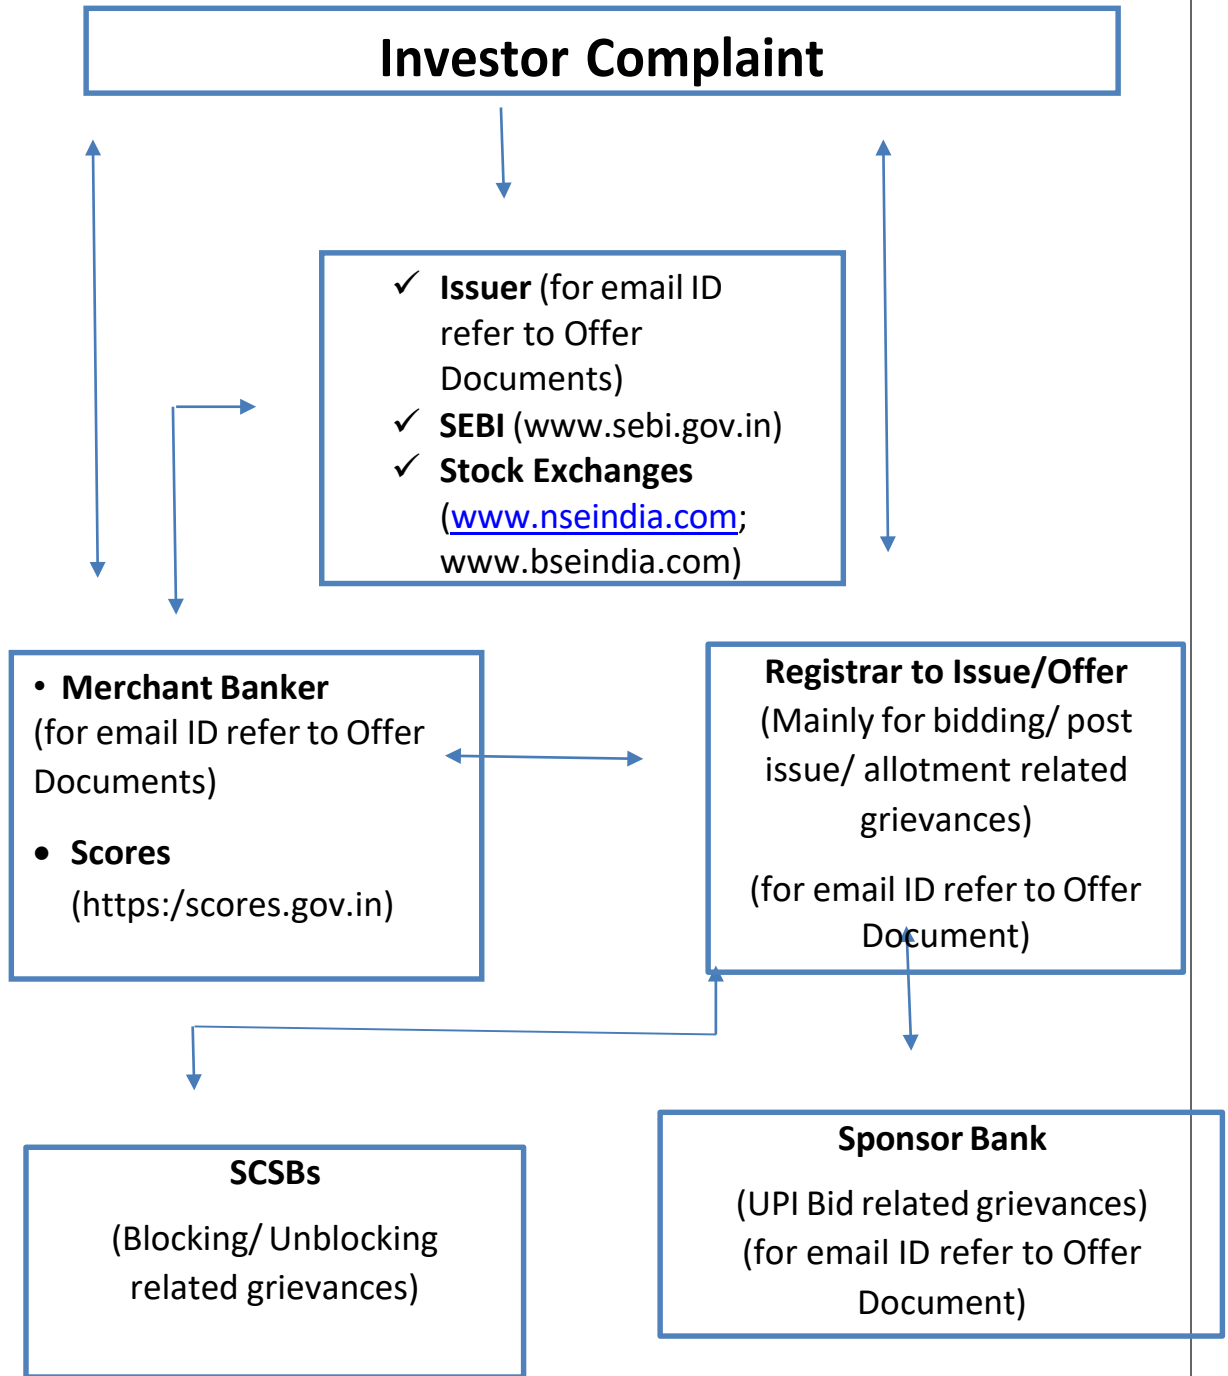 Investor Complaint
✓ Issuer (for email ID
refer to Offer
Documents)
✓ SEBI (www.sebi.gov.in)
✓ Stock Exchanges
(www.nseindia.com;
www.bseindia.com)
• Merchant Banker
(for email ID refer to Offer
Documents)
• Scores
(https:/scores.gov.in)
Registrar to Issue/Offer
(Mainly for bidding/ post
issue/ allotment related
grievances)
(for email ID refer to Offer
Document)
SCSBs
(Blocking/ Unblocking
related grievances)
Sponsor Bank
(UPI Bid related grievances)
(for email ID refer to Offer
Document)